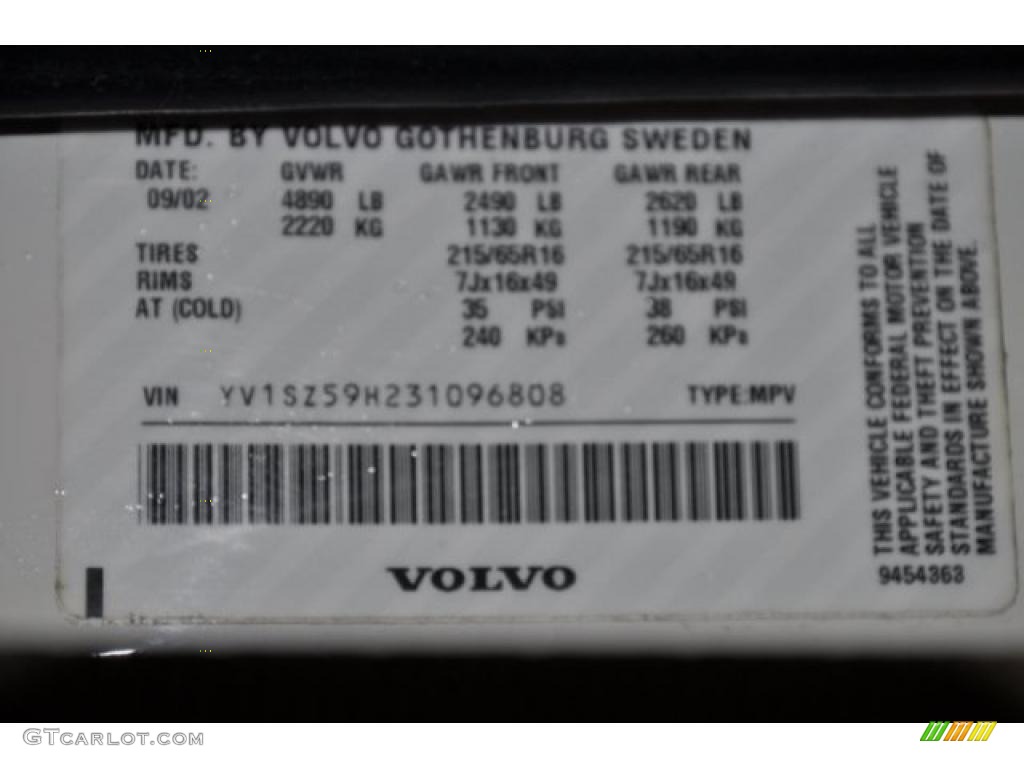 MFD. BY VOLVO GOTHENBURG SWEDEN
DATE: GVWR GAWR FRONT GAWR REAR
09/02 4890 LB 2490 LB 2620 LB
2220 KG 1130 KG 1190 KG
TIRES 215/65R16 215/65R16
RIMS 7Jx16x49 7Jx16x49
AT (COLD) 35 PSI 38 PSI
240 KPa 260 KPa
VIN YV1SZ59H231096808 TYPE:MPV
VOLVO
THIS VEHICLE CONFORMS TO ALL
APPLICABLE FEDERAL MOTOR VEHICLE
SAFETY AND THEFT PREVENTION
STANDARDS IN EFFECT ON THE DATE OF
MANUFACTURE SHOWN ABOVE.
9454363
GTCARLOT.COM